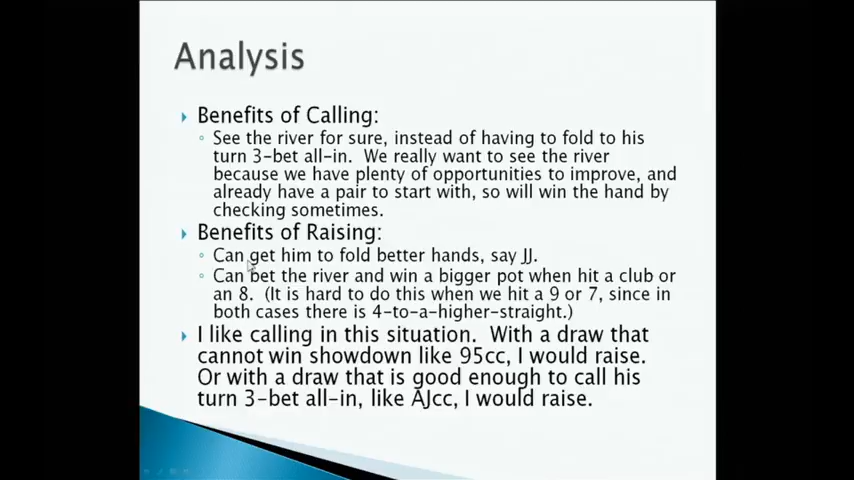 Analysis
Benefits of Calling:
See the river for sure, instead of having to fold to his
turn 3-bet all-in. We really want to see the river
because we have plenty of opportunities to improve, and
already have a pair to start with, so will win the hand by
checking sometimes.
Benefits of Raising:
Can get him to fold better hands, say JJ.
Can bet the river and win a bigger pot when hit a club or
an 8. (It is hard to do this when we hit a 9 or 7, since in
both cases there is 4-to-a-higher-straight.)
I like calling in this situation. With a draw that
cannot win showdown like 95cc, I would raise.
Or with a draw that is good enough to call his
turn 3-bet all-in, like AJcc, I would raise.